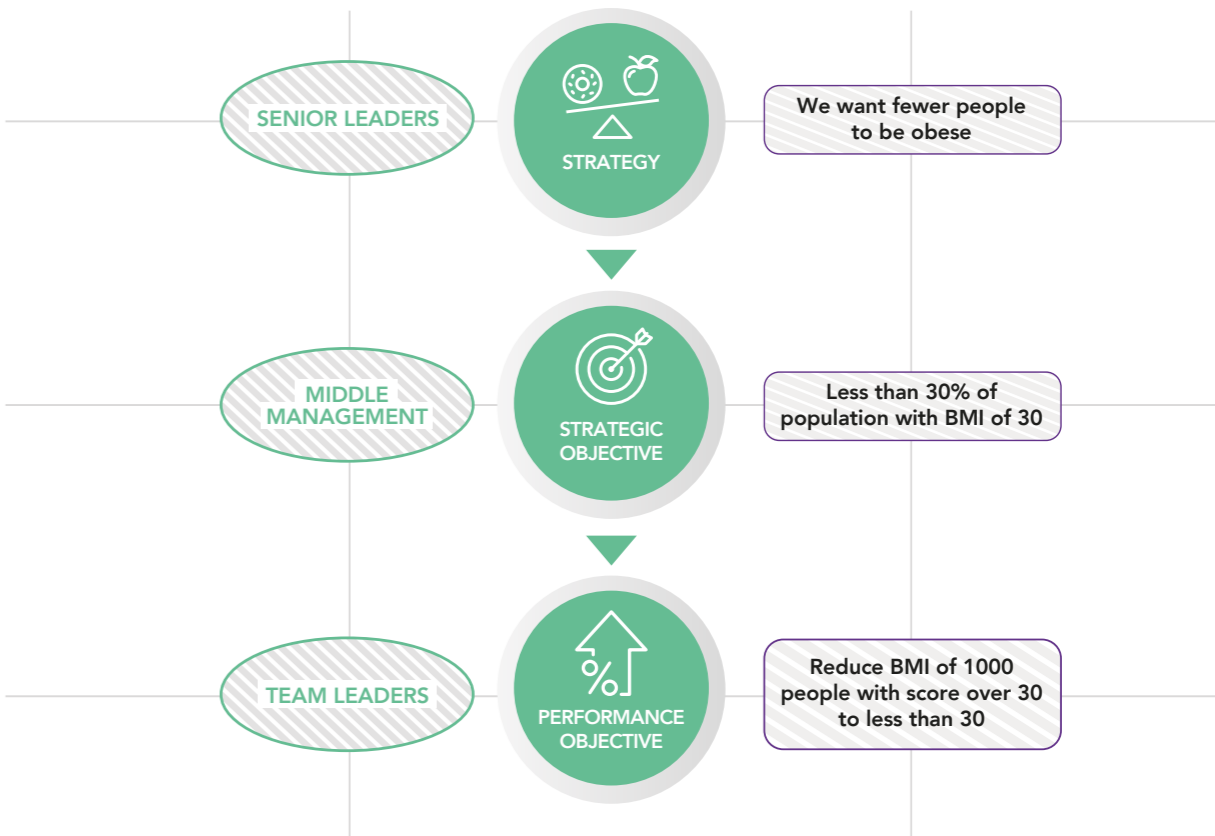 SENIOR LEADERS
STRATEGY
We want fewer people
to be obese
MIDDLE
MANAGEMENT
STRATEGIC
OBJECTIVE
Less than 30% of
population with BMI of 30
TEAM LEADERS
%
PERFORMANCE
OBJECTIVE
Reduce BMI of 1000
people with score over 30
to less than 30